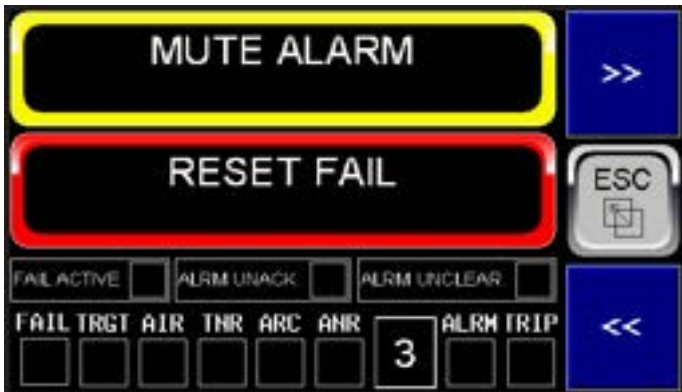 MUTE ALARM
>>
RESET FAIL
ESC
FAIL ACTIVE
ALRM UNACK
ALRM UNCLEAR
FAIL TRGT AIR TNR ARC ANR 3 ALRM TRIP
<<